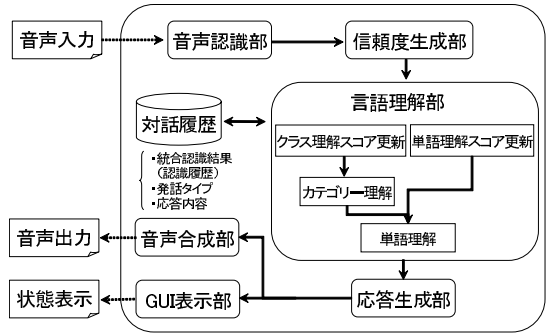 音声入力
音声認識部
信頼度生成部
言語理解部
対話履歴
クラス理解スコア更新
単語理解スコア更新
・統合認識結果
（認識履歴）
・発話タイプ
・応答内容
カテゴリー理解
単語理解
音声出力
音声合成部
状態表示
GUI表示部
応答生成部